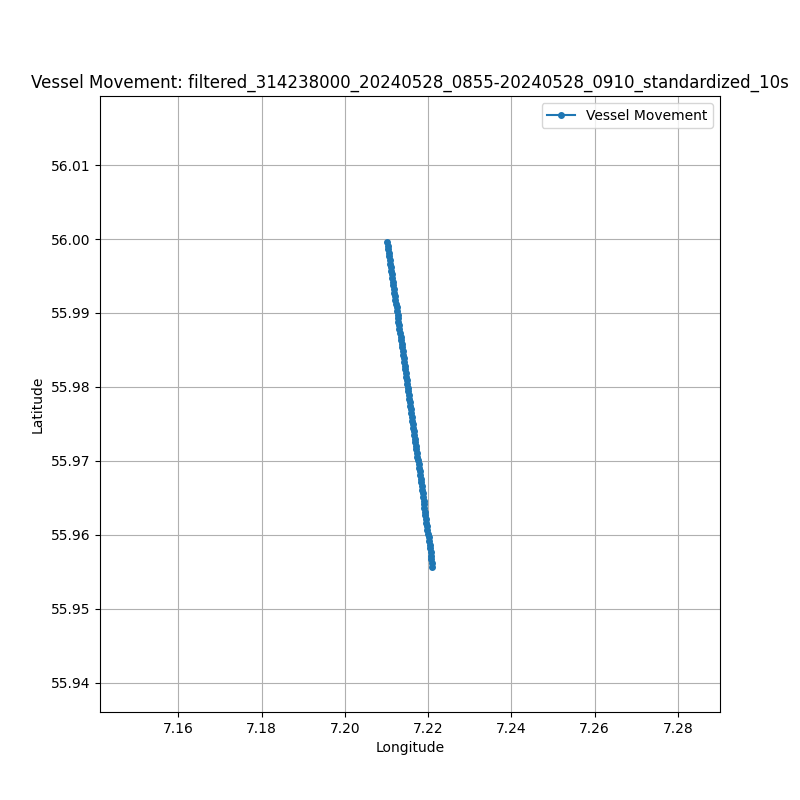 Vessel Movement: filtered_314238000_20240528_0855-20240528_0910_standardized_10s
Vessel Movement
56.01
56.00
55.99
55.98
55.97
55.96
55.95
55.94
Latitude
7.16 7.18 7.20 7.22 7.24 7.26 7.28
Longitude